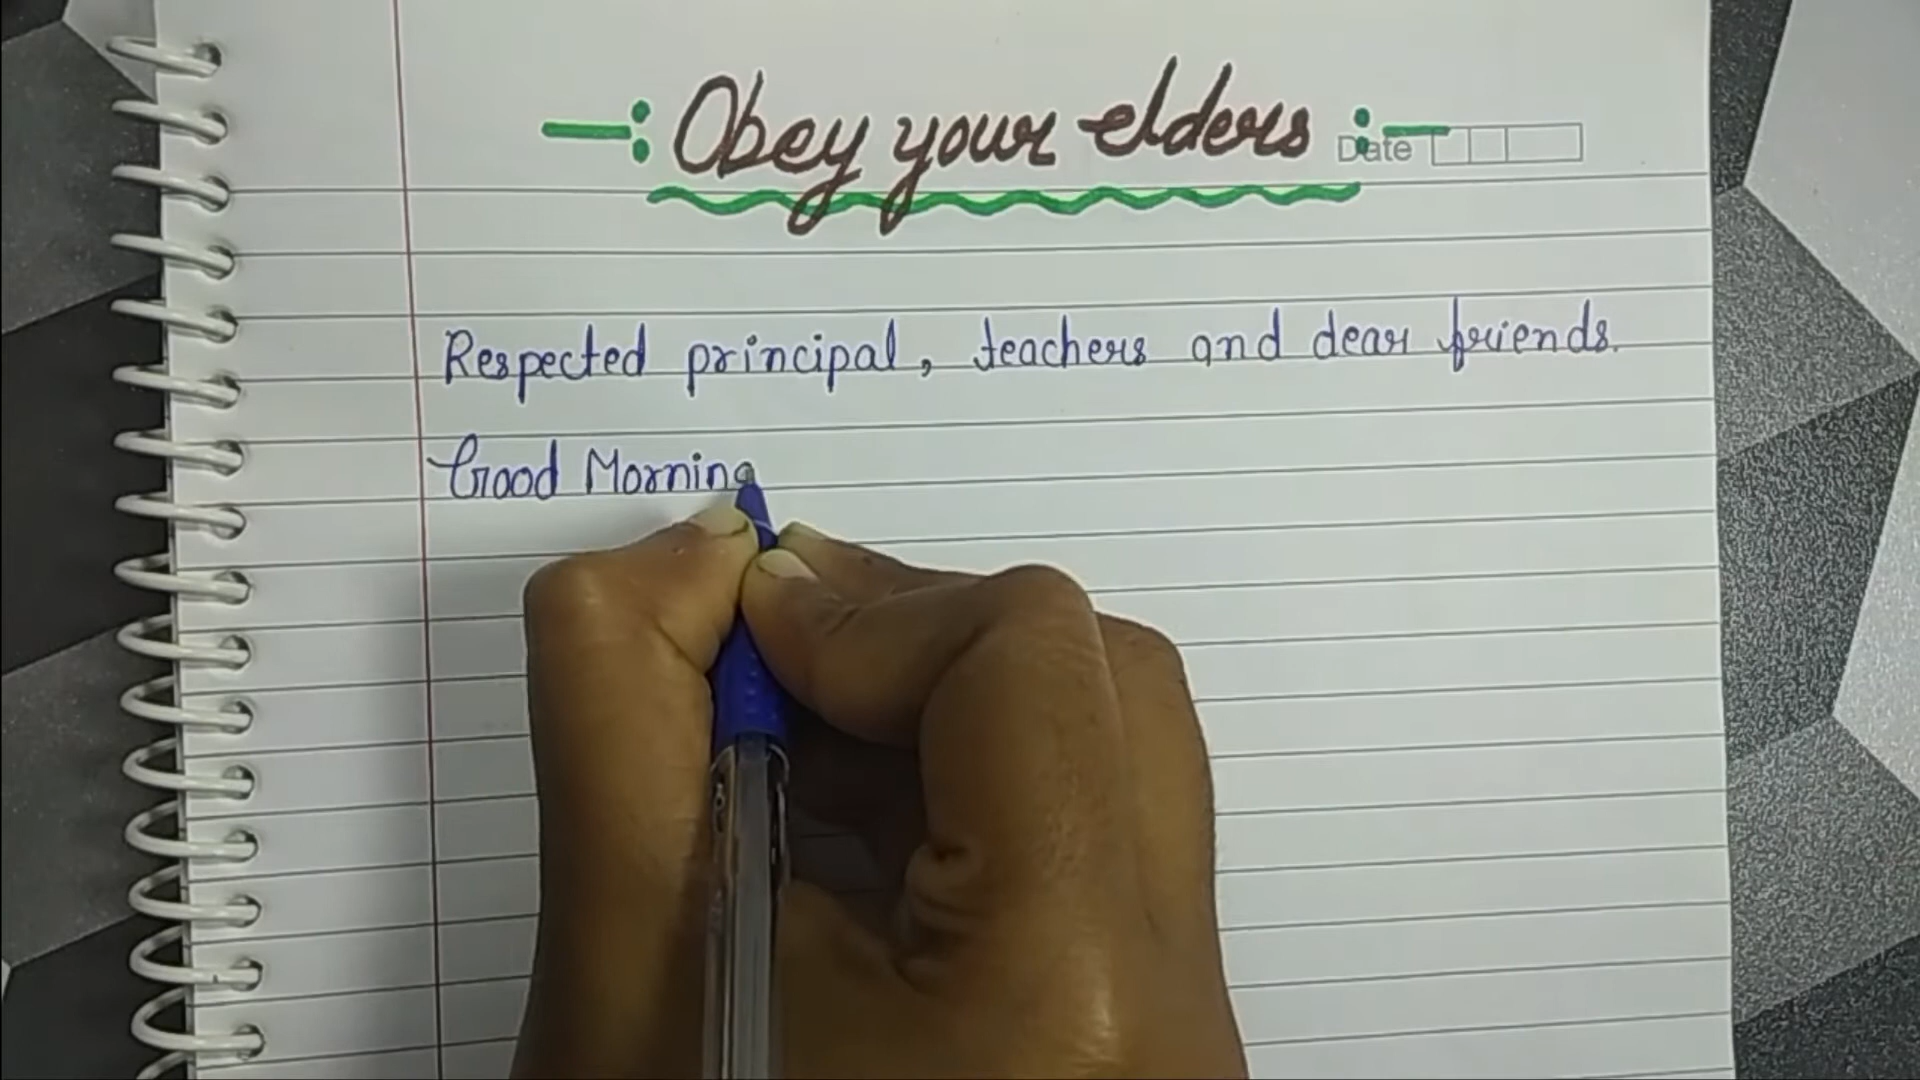 Obey your elders
Date
Respected principal, teachers and dear friends.
Good Morning